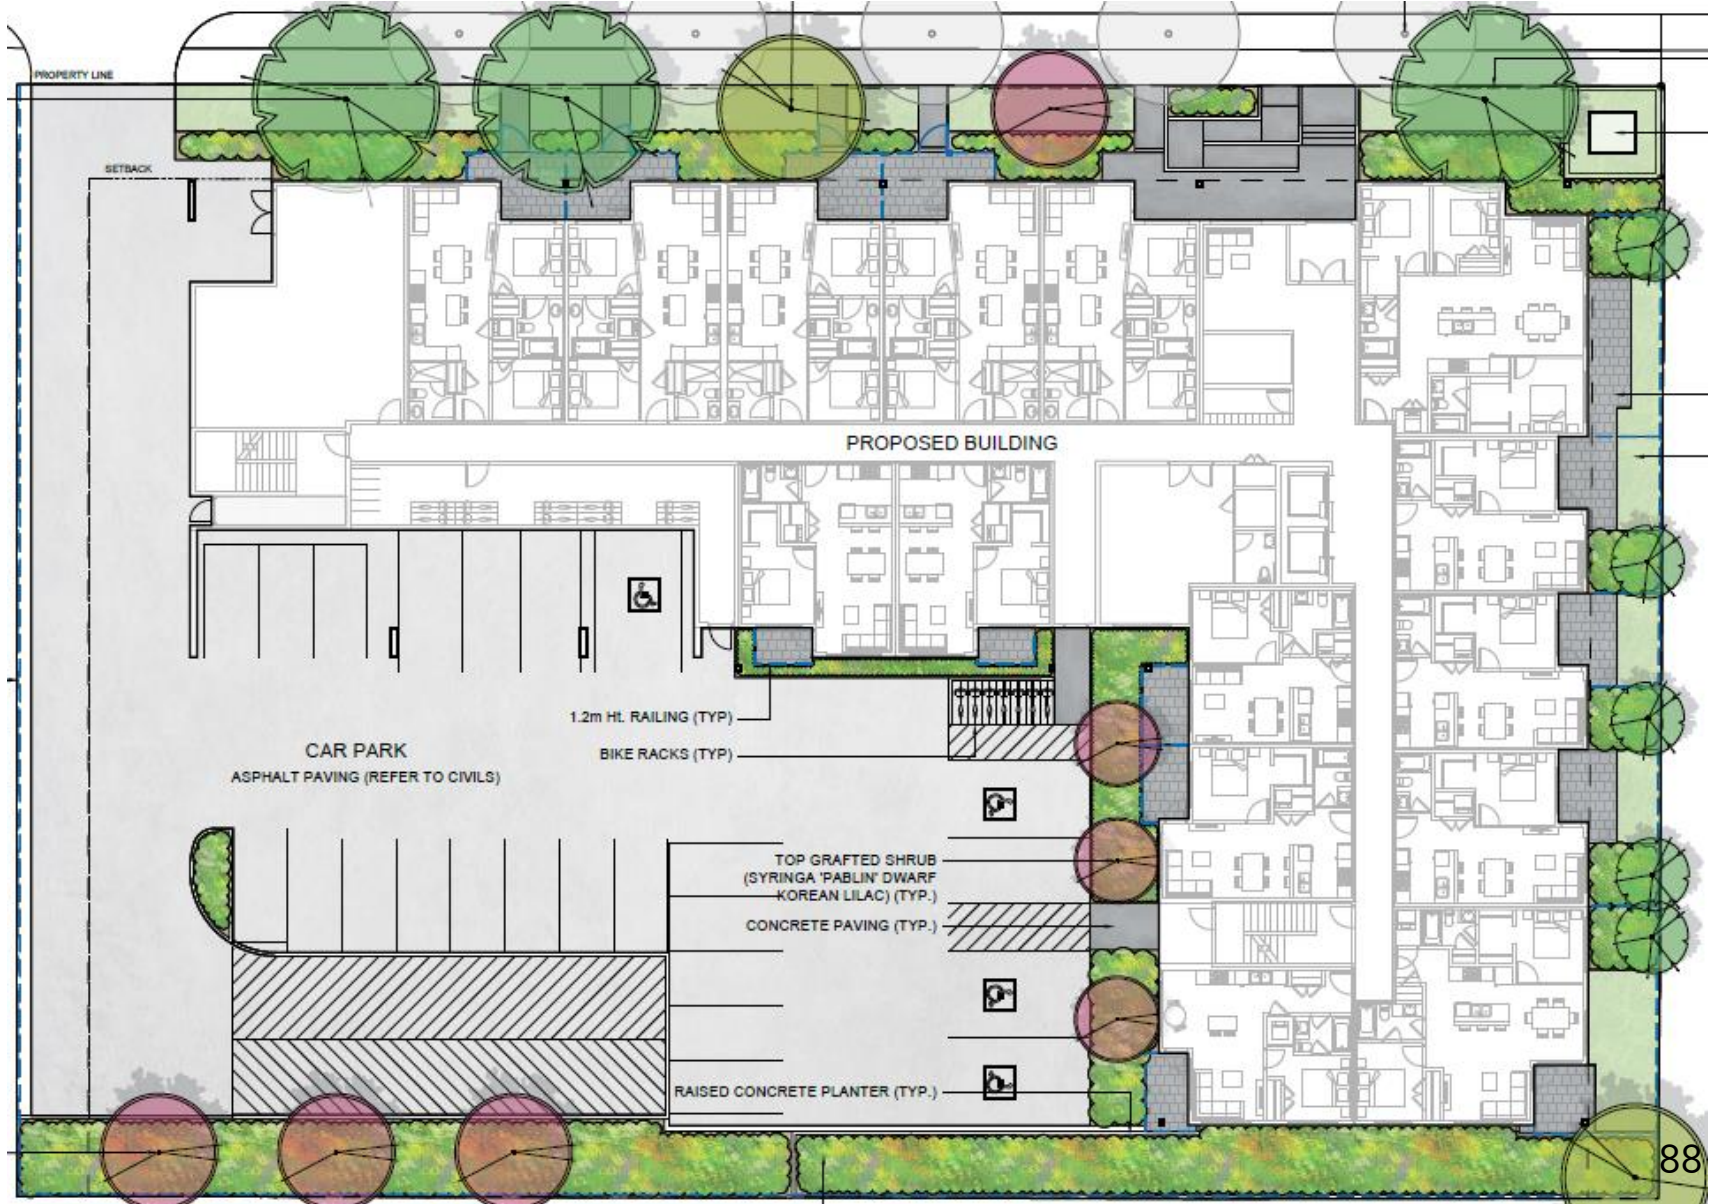 PROPERTY LINE
SETBACK
PROPOSED BUILDING
1.2m Ht. RAILING (TYP)
BIKE RACKS (TYP)
CAR PARK
ASPHALT PAVING (REFER TO CIVILS)
TOP GRAFTED SHRUB
(SYRINGA 'PABLIN' DWARF
KOREAN LILAC) (TYP.)
CONCRETE PAVING (TYP.)
RAISED CONCRETE PLANTER (TYP.)
88